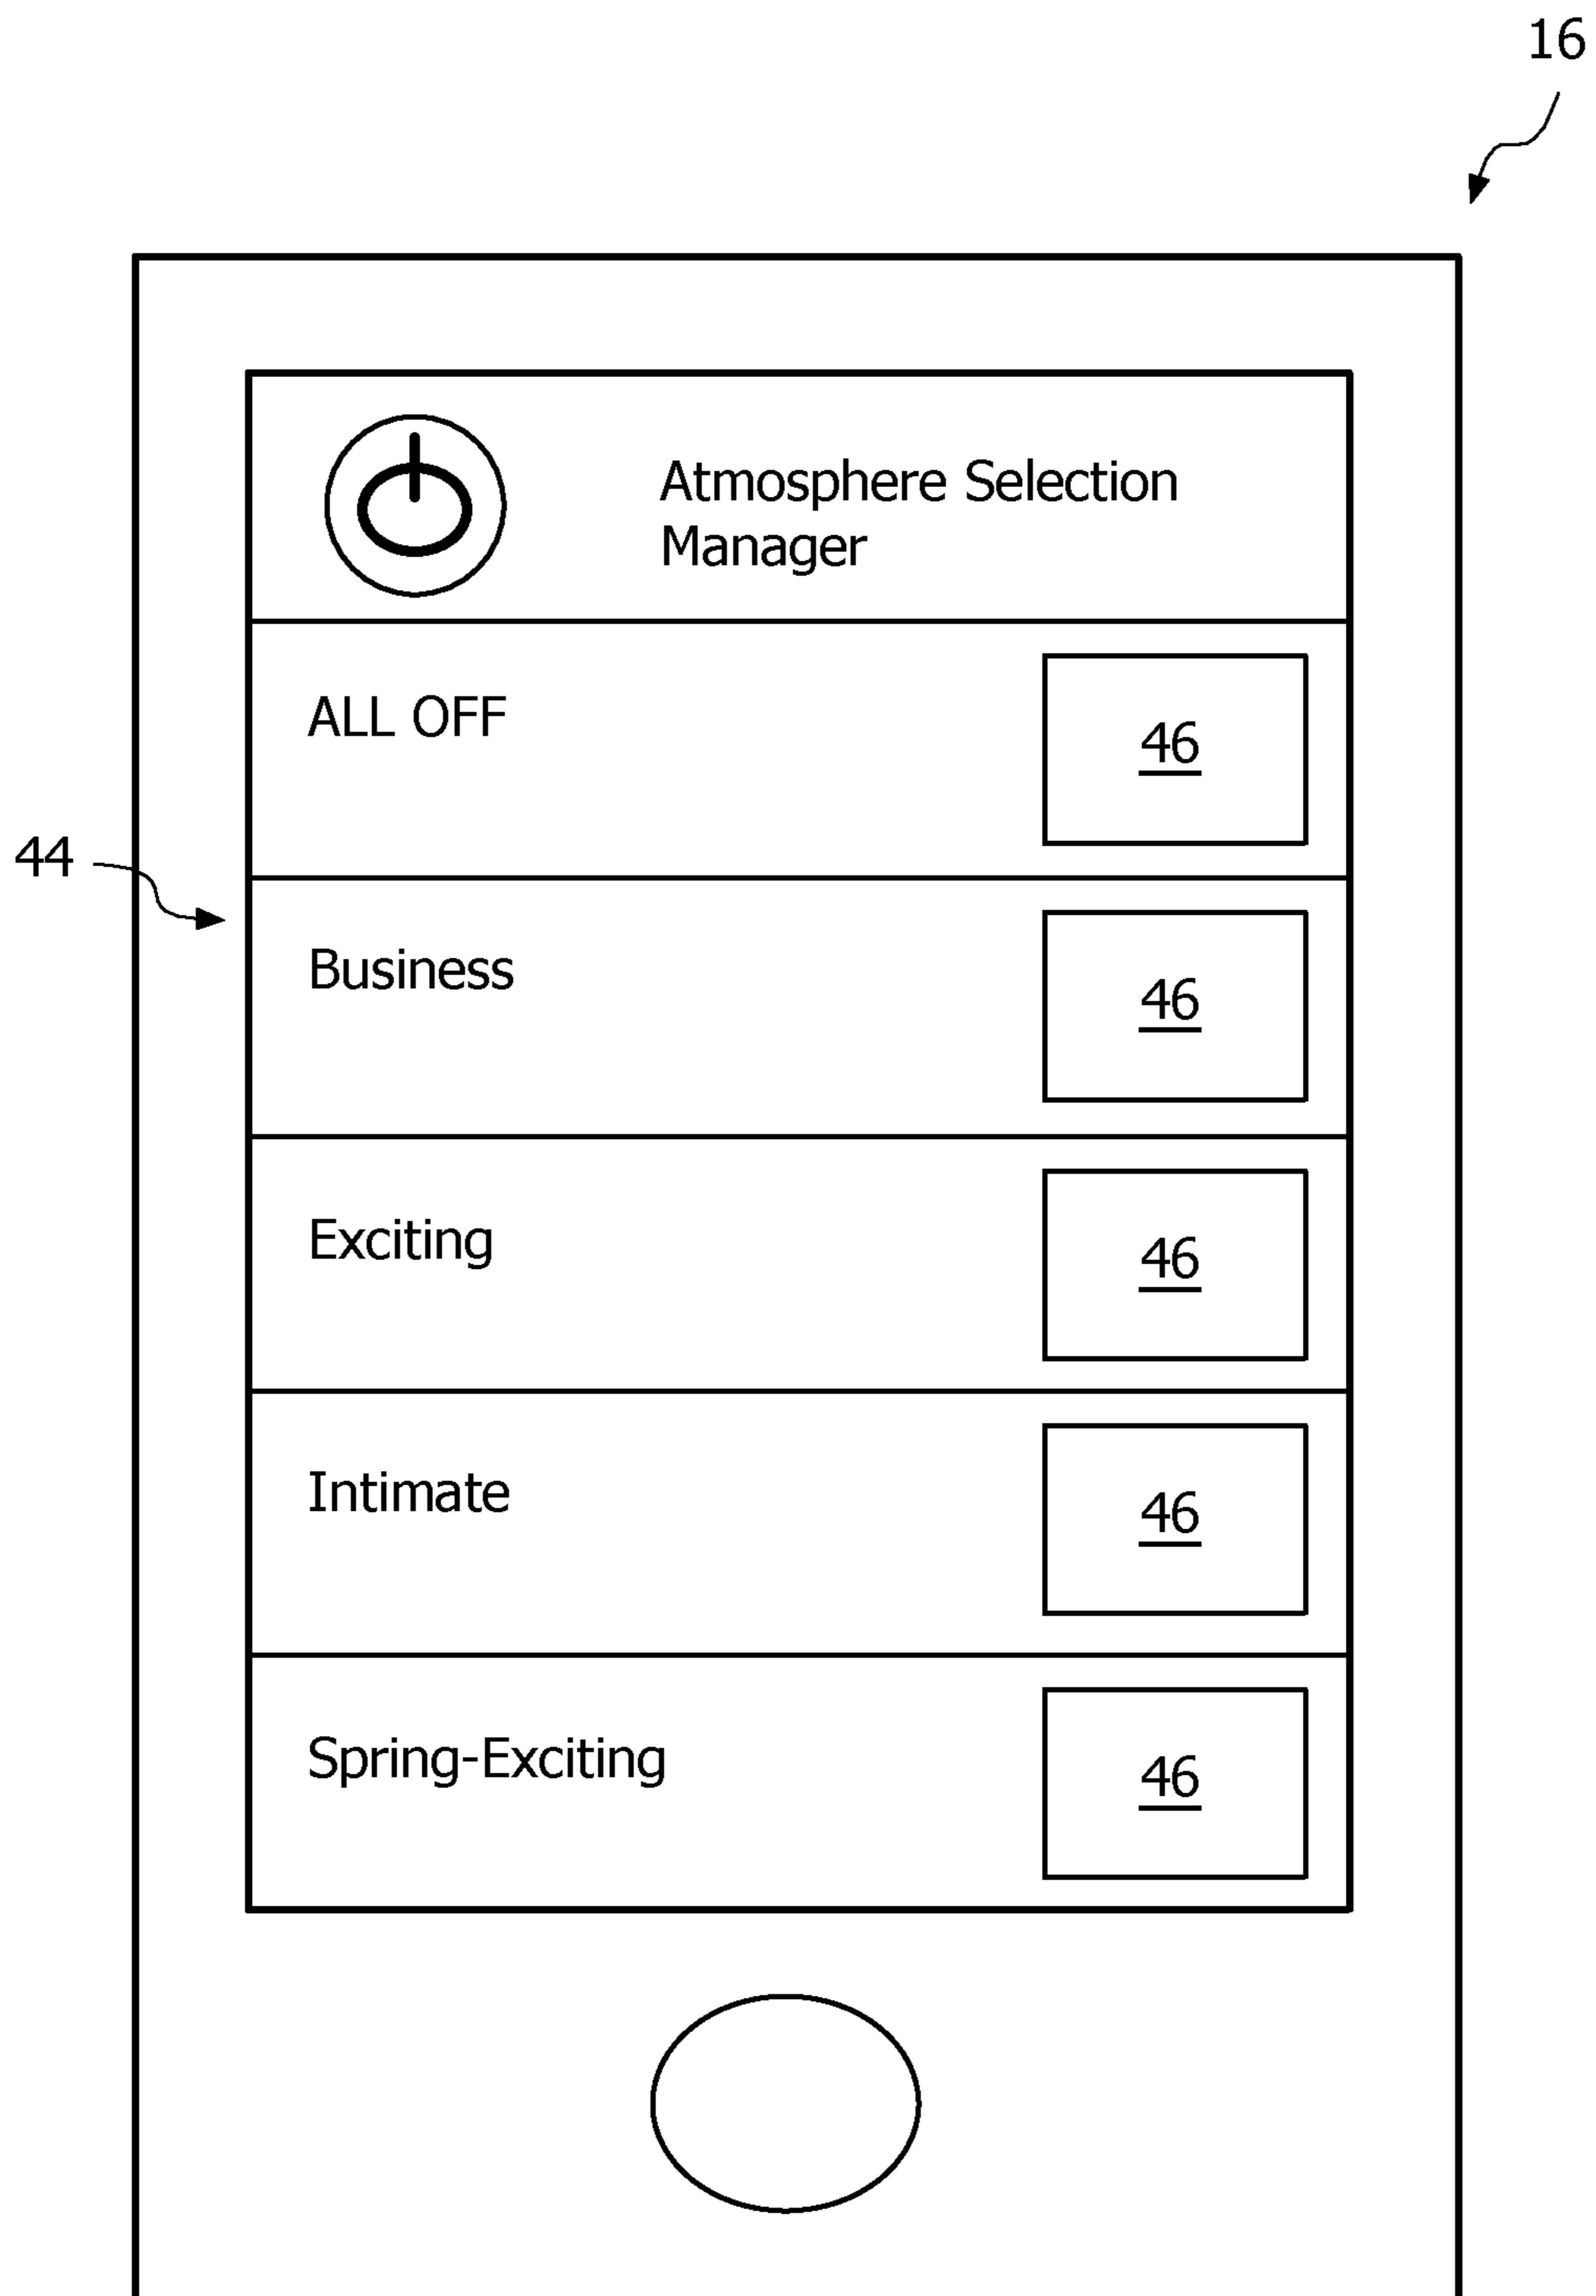 16
Atmosphere Selection
Manager
ALL OFF
46
44
Business
46
Exciting
46
Intimate
46
Spring-Exciting
46